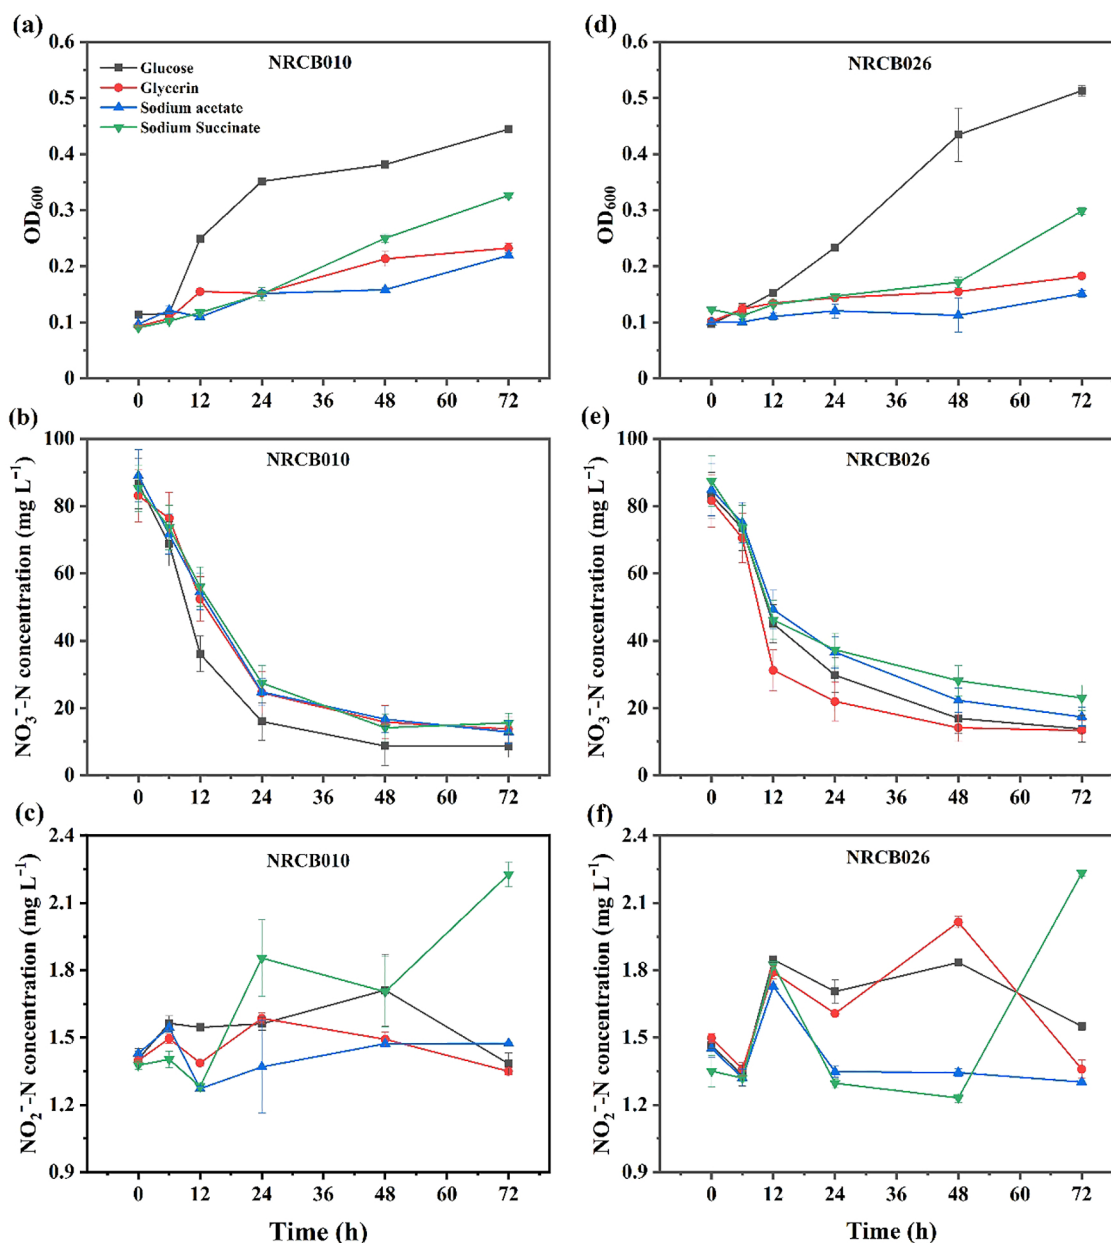 (a)
0.6
0.5
0.4
0.3
0.2
0.1
0
OD₆₀₀
NRCB010
Glucose
Glycerin
Sodium acetate
Sodium Succinate
0 12 24 36 48 60 72
(d)
0.6
0.5
0.4
0.3
0.2
0.1
0
OD₆₀₀
NRCB026
0 12 24 36 48 60 72
(b)
100
80
60
40
20
0
NO₃⁻-N concentration (mg L⁻¹)
NRCB010
0 12 24 36 48 60 72
(e)
100
80
60
40
20
0
NO₃⁻-N concentration (mg L⁻¹)
NRCB026
0 12 24 36 48 60 72
(c)
2.4
2.1
1.8
1.5
1.2
0.9
NO₂⁻-N concentration (mg L⁻¹)
NRCB010
0 12 24 36 48 60 72
Time (h)
(f)
2.4
2.1
1.8
1.5
1.2
0.9
NO₂⁻-N concentration (mg L⁻¹)
NRCB026
0 12 24 36 48 60 72
Time (h)